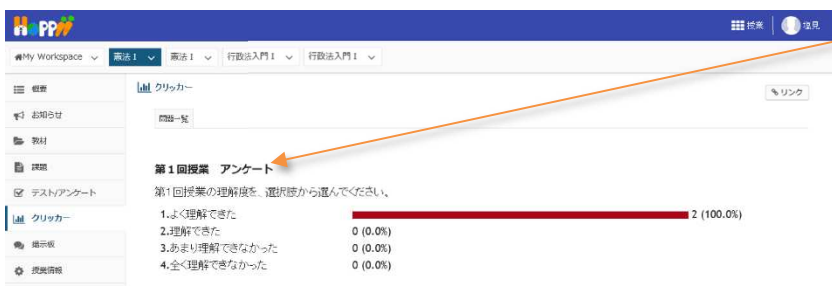 HoPPii
授業 塩見
My Workspace 憲法Ⅰ 憲法Ⅰ 行政法入門Ⅰ 行政法入門Ⅰ
概要
クリッカー
リンク
お知らせ
問題一覧
教材
課題
第1回授業 アンケート
テスト/アンケート
第1回授業の理解度を、選択肢から選んでください。
クリッカー
1.よく理解できた 2 (100.0%)
2.理解できた 0 (0.0%)
掲示板
3.あまり理解できなかった 0 (0.0%)
4.全く理解できなかった 0 (0.0%)
授業情報